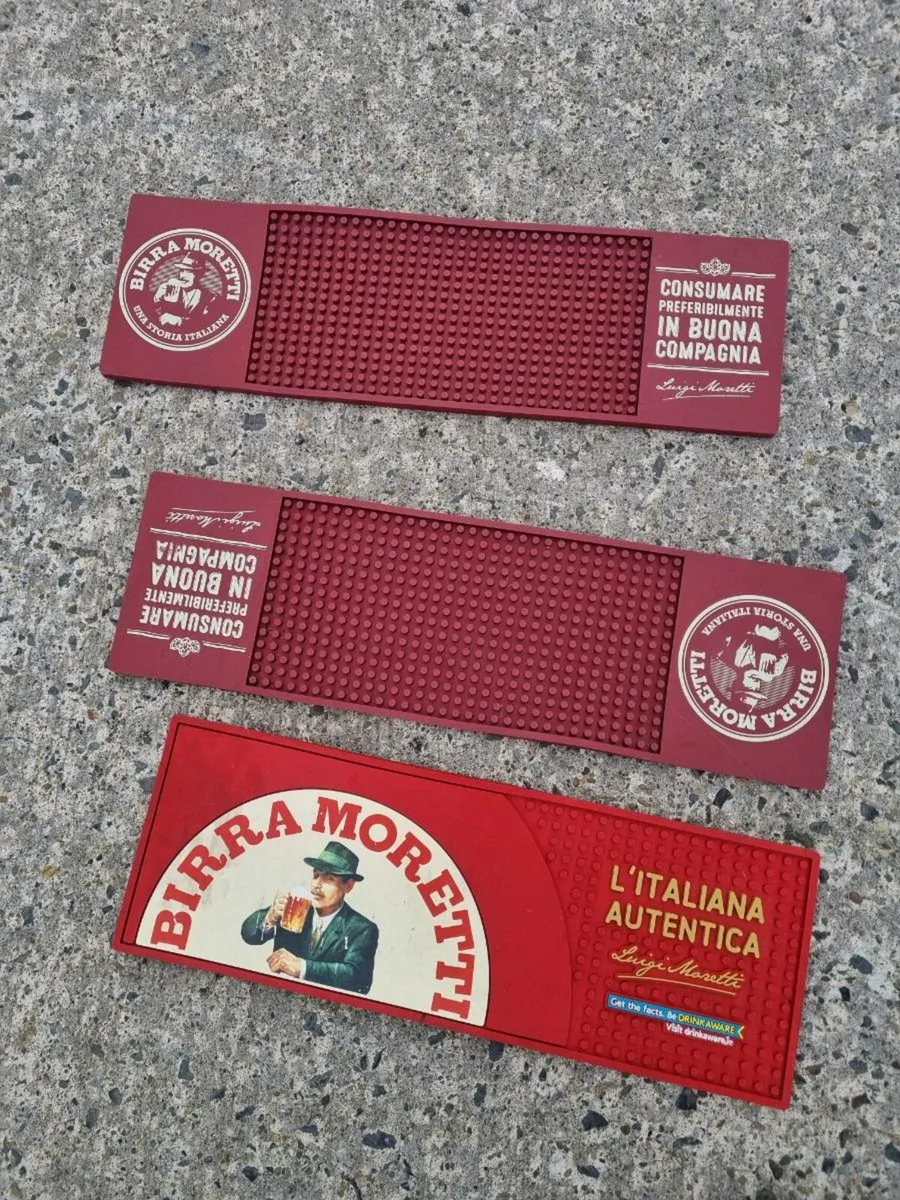 BIRRA MORETTI
UNA STORIA ITALIANA
CONSUMARE
PREFERIBILMENTE
IN BUONA
COMPAGNIA
Luigi Moretti
CONSUMARE
PREFERIBILMENTE
IN BUONA
COMPAGNIA
Luigi Moretti
BIRRA MORETTI
UNA STORIA ITALIANA
BIRRA MORETTI
L'ITALIANA
AUTENTICA
Luigi Moretti
Get the facts. Be DRINKAWARE
Visit drinkaware.ie